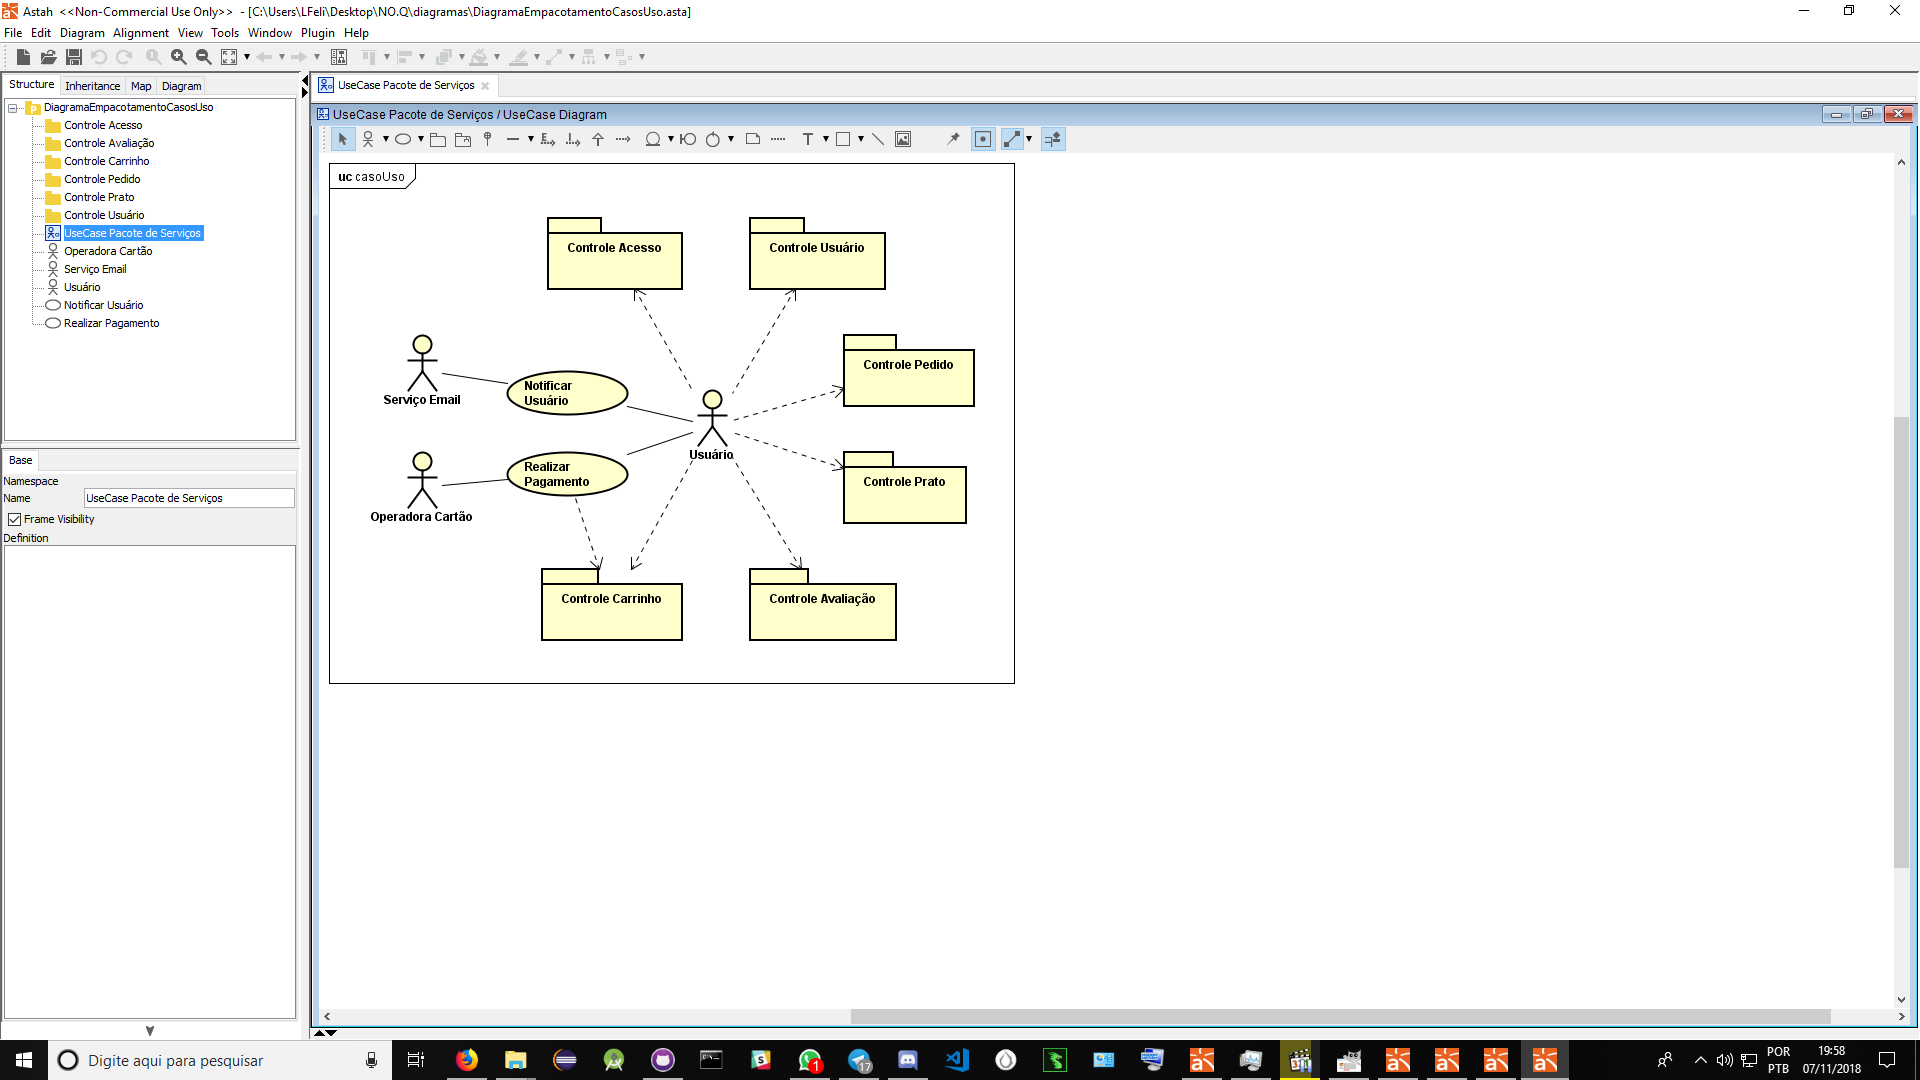 Astah <<Non-Commercial Use Only>> - [C:\Users\LFeli\Desktop\NO.Q\diagramas\DiagramaEmpacotamentoCasosUso.asta]
File Edit Diagram Alignment View Tools Window Plugin Help
Structure Inheritance Map Diagram
DiagramaEmpacotamentoCasosUso
Controle Acesso
Controle Avaliação
Controle Carrinho
Controle Pedido
Controle Prato
Controle Usuário
UseCase Pacote de Serviços
Operadora Cartão
Serviço Email
Usuário
Notificar Usuário
Realizar Pagamento
Base
Namespace
Name UseCase Pacote de Serviços
Frame Visibility
Definition
UseCase Pacote de Serviços
UseCase Pacote de Serviços / UseCase Diagram
uc casoUso
Controle Acesso
Controle Usuário
Controle Pedido
Serviço Email
Notificar
Usuário
Usuário
Realizar
Pagamento
Operadora Cartão
Controle Prato
Controle Carrinho
Controle Avaliação
Digite aqui para pesquisar
1
17
POR
PTB
19:58
07/11/2018